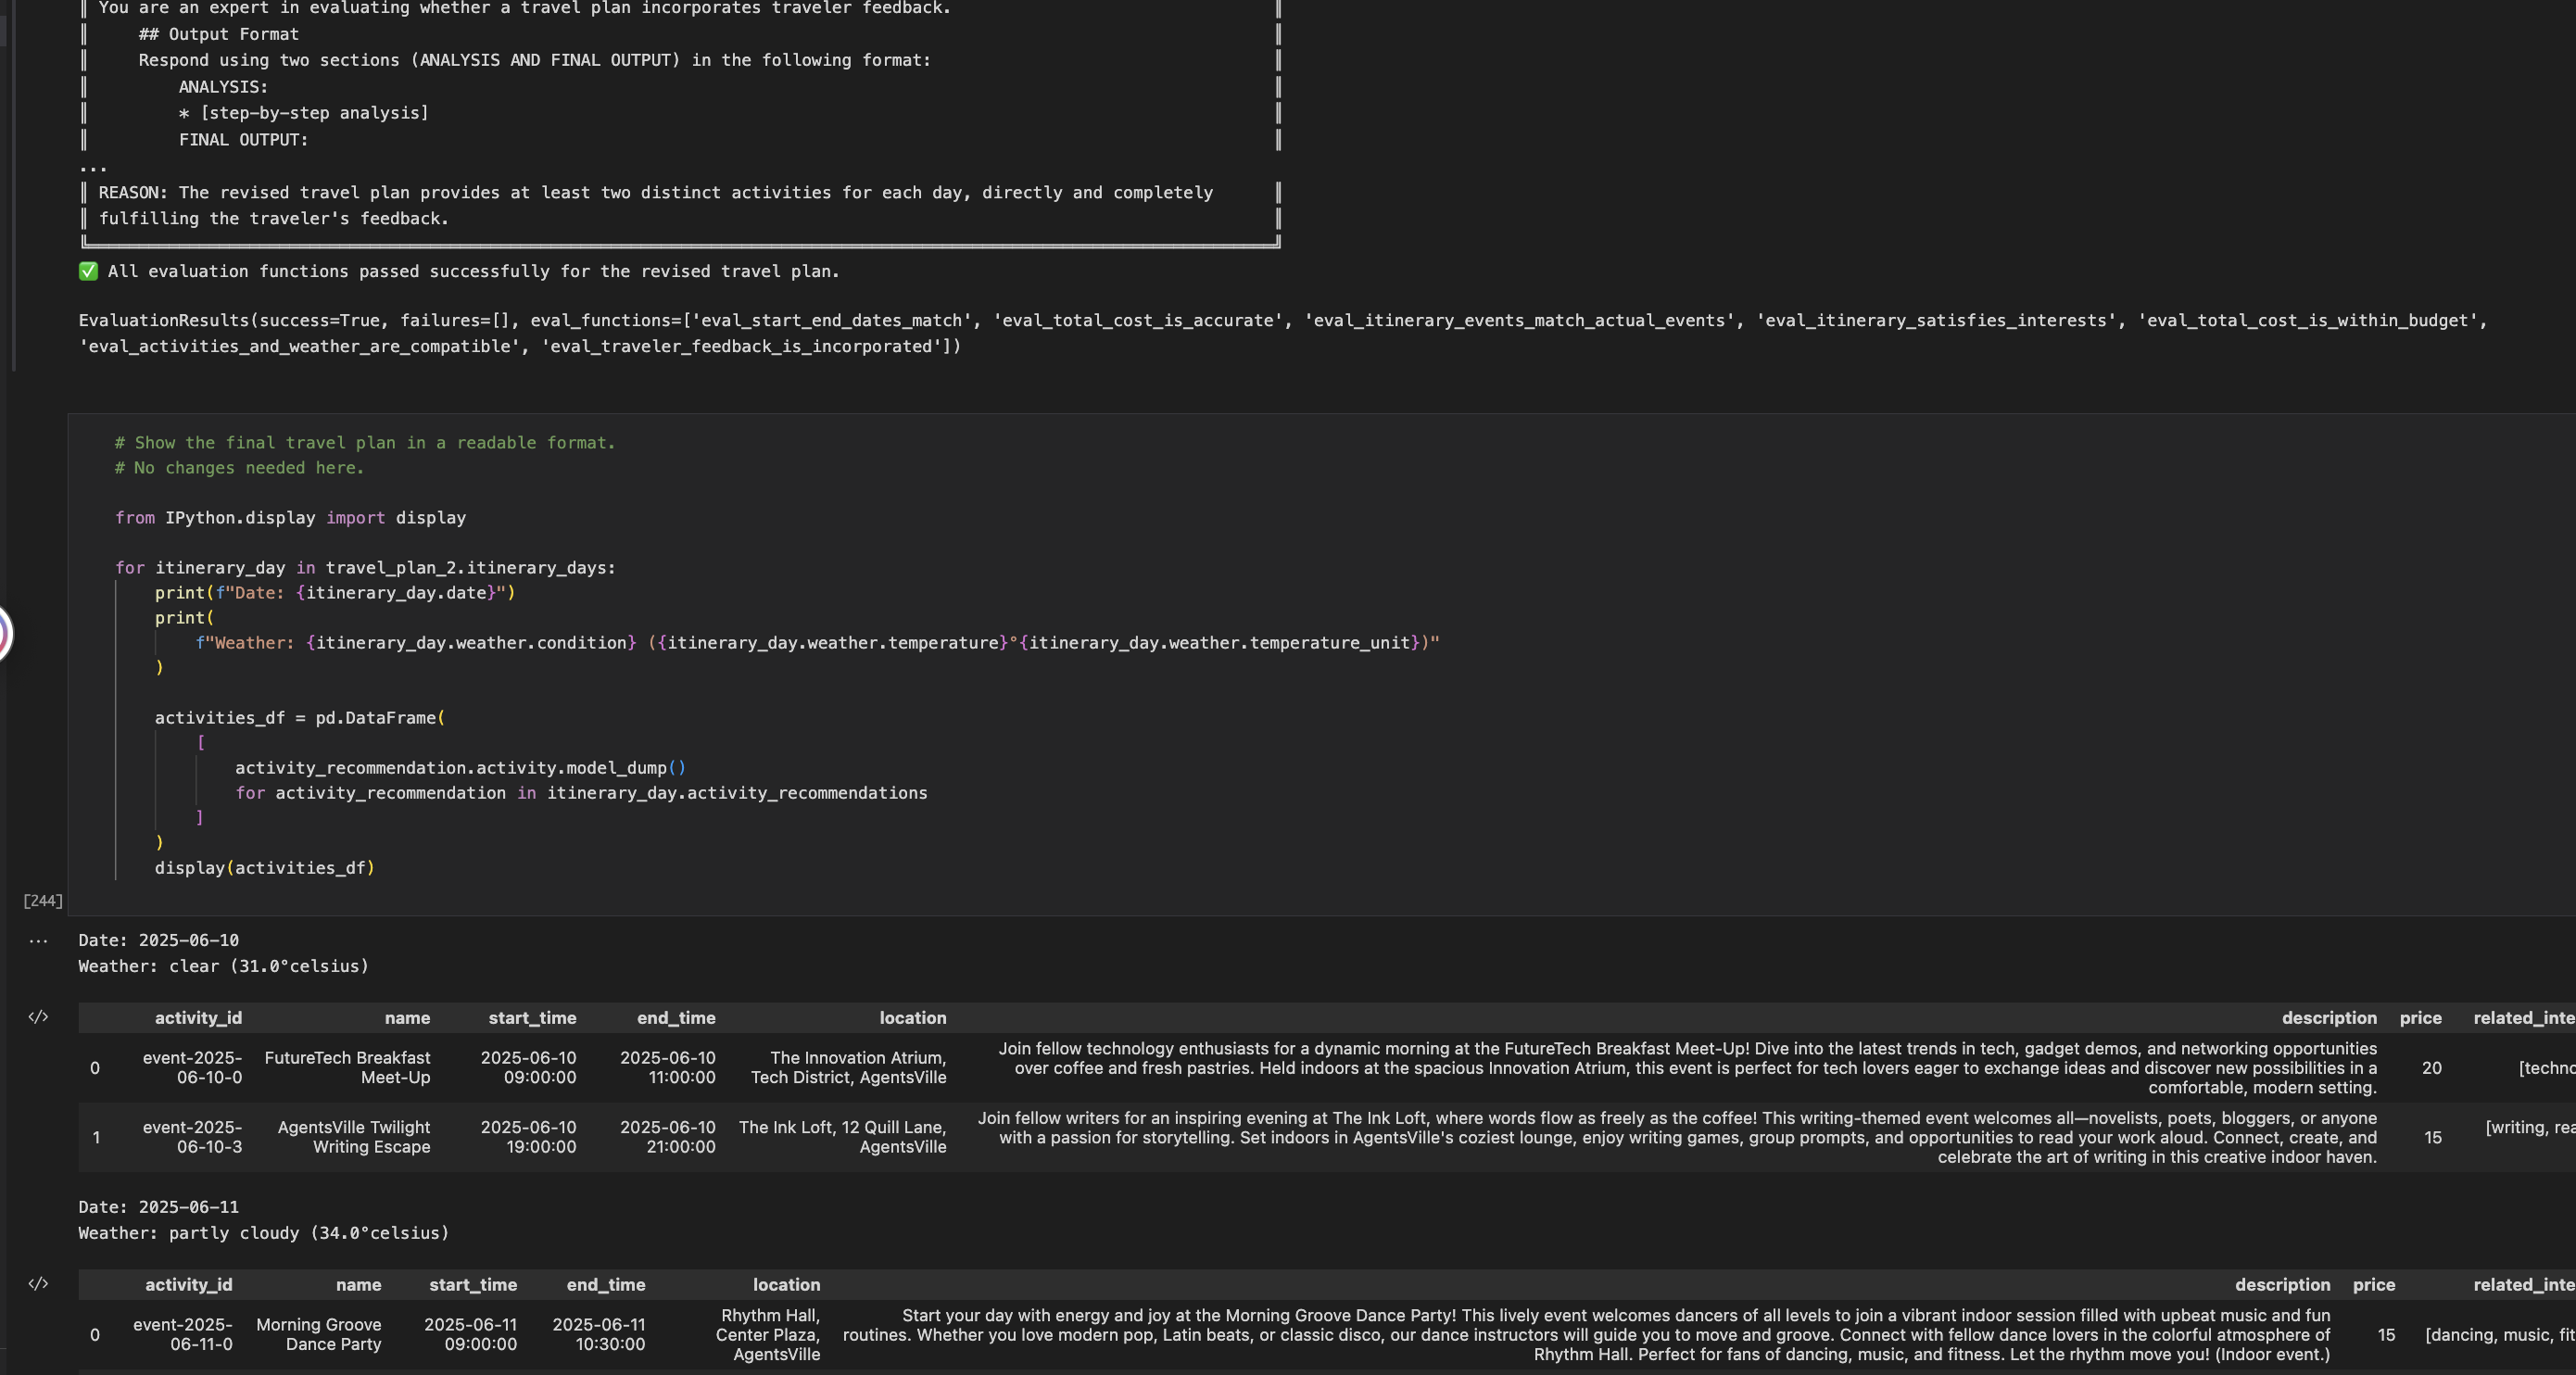 You are an expert in evaluating whether a travel plan incorporates traveler feedback.
## Output Format
Respond using two sections (ANALYSIS AND FINAL OUTPUT) in the following format:
ANALYSIS:
* [step-by-step analysis]
FINAL OUTPUT:
...
REASON: The revised travel plan provides at least two distinct activities for each day, directly and completely
fulfilling the traveler's feedback.
✅ All evaluation functions passed successfully for the revised travel plan.
EvaluationResults(success=True, failures=[], eval_functions=['eval_start_end_dates_match', 'eval_total_cost_is_accurate', 'eval_itinerary_events_match_actual_events', 'eval_itinerary_satisfies_interests', 'eval_total_cost_is_within_budget',
'eval_activities_and_weather_are_compatible', 'eval_traveler_feedback_is_incorporated'])
# Show the final travel plan in a readable format.
# No changes needed here.
from IPython.display import display
for itinerary_day in travel_plan_2.itinerary_days:
print(f"Date: {itinerary_day.date}")
print(
f"Weather: {itinerary_day.weather.condition} ({itinerary_day.weather.temperature}°{itinerary_day.weather.temperature_unit})"
)
activities_df = pd.DataFrame(
[
activity_recommendation.activity.model_dump()
for activity_recommendation in itinerary_day.activity_recommendations
]
)
display(activities_df)
[244]
... Date: 2025-06-10
Weather: clear (31.0°celsius)
</> activity_id name start_time end_time location description price related_inte
0 event-2025-06-10-0 FutureTech Breakfast Meet-Up 2025-06-10 09:00:00 2025-06-10 11:00:00 The Innovation Atrium, Tech District, AgentsVille Join fellow technology enthusiasts for a dynamic morning at the FutureTech Breakfast Meet-Up! Dive into the latest trends in tech, gadget demos, and networking opportunities over coffee and fresh pastries. Held indoors at the spacious Innovation Atrium, this event is perfect for tech lovers eager to exchange ideas and discover new possibilities in a comfortable, modern setting. 20 [techno
1 event-2025-06-10-3 AgentsVille Twilight Writing Escape 2025-06-10 19:00:00 2025-06-10 21:00:00 The Ink Loft, 12 Quill Lane, AgentsVille Join fellow writers for an inspiring evening at The Ink Loft, where words flow as freely as the coffee! This writing-themed event welcomes all—novelists, poets, bloggers, or anyone with a passion for storytelling. Set indoors in AgentsVille's coziest lounge, enjoy writing games, group prompts, and opportunities to read your work aloud. Connect, create, and celebrate the art of writing in this creative indoor haven. 15 [writing, rea
Date: 2025-06-11
Weather: partly cloudy (34.0°celsius)
</> activity_id name start_time end_time location description price related_inte
0 event-2025-06-11-0 Morning Groove Dance Party 2025-06-11 09:00:00 2025-06-11 10:30:00 Rhythm Hall, Center Plaza, AgentsVille Start your day with energy and joy at the Morning Groove Dance Party! This lively event welcomes dancers of all levels to join a vibrant indoor session filled with upbeat music and fun routines. Whether you love modern pop, Latin beats, or classic disco, our dance instructors will guide you to move and groove. Connect with fellow dance lovers in the colorful atmosphere of Rhythm Hall. Perfect for fans of dancing, music, and fitness. Let the rhythm move you! (Indoor event.) 15 [dancing, music, fit